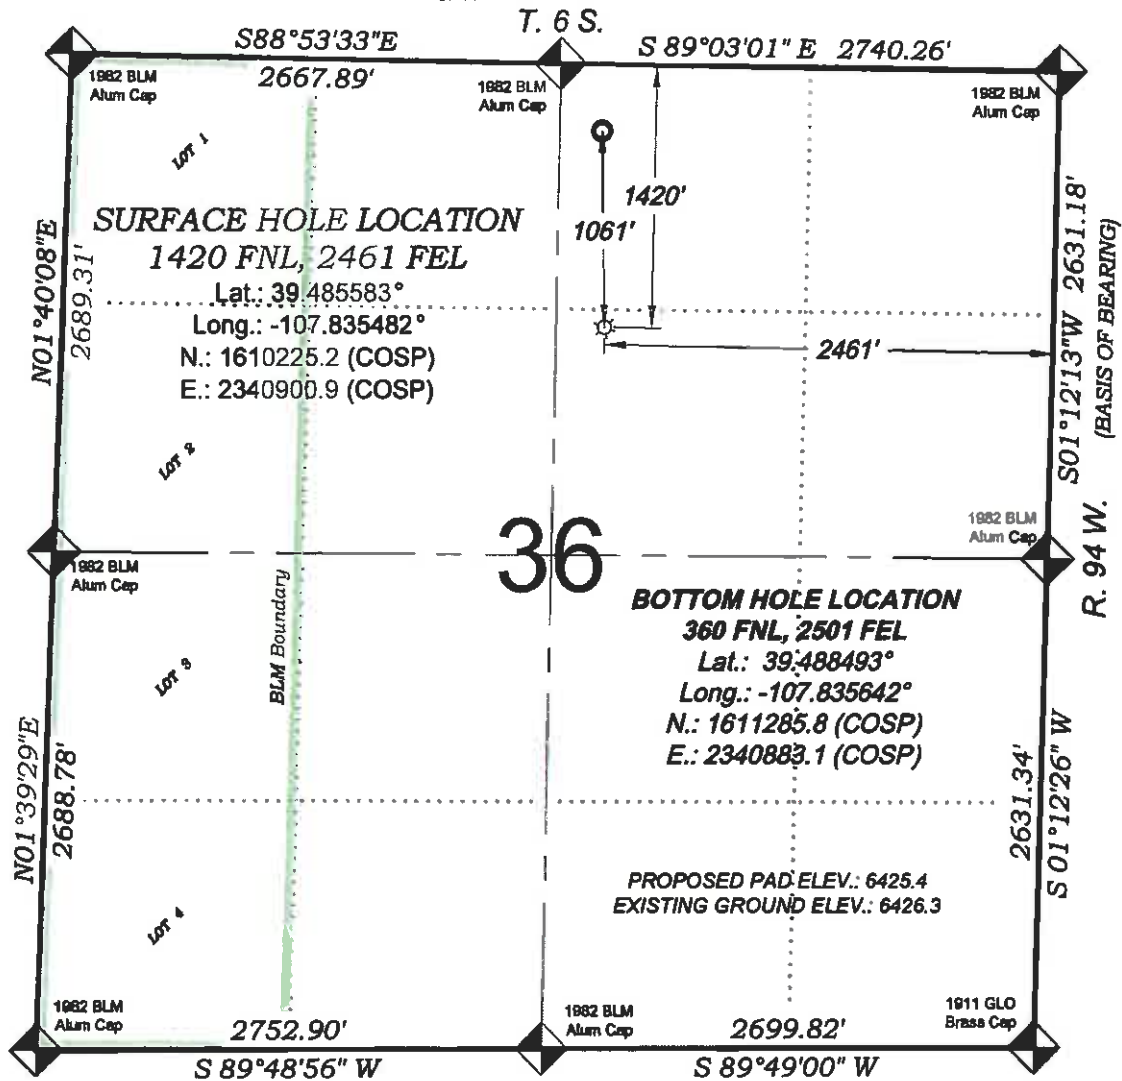 T. 6 S.
S88°53'33"E
2667.89'
S 89°03'01" E 2740.26'
1982 BLM
Alum Cap
1982 BLM
Alum Cap
1982 BLM
Alum Cap
LOT 1
SURFACE HOLE LOCATION
1420 FNL, 2461 FEL
Lat.: 39.485583°
Long.: -107.835482°
N.: 1610225.2 (COSP)
E.: 2340900.9 (COSP)
1420'
1061'
2461'
N01°40'08"E
2689.31'
S01°12'13"W 2631.18'
(BASIS OF BEARING)
LOT 2
1982 BLM
Alum Cap
36
1982 BLM
Alum Cap
R. 94 W.
BLM Boundary
BOTTOM HOLE LOCATION
360 FNL, 2501 FEL
Lat.: 39.488493°
Long.: -107.835642°
N.: 1611285.8 (COSP)
E.: 2340883.1 (COSP)
LOT 3
N01°39'29"E
2688.78'
2631.34'
S 01°12'26" W
PROPOSED PAD ELEV.: 6425.4
EXISTING GROUND ELEV.: 6426.3
LOT 4
1982 BLM
Alum Cap
1982 BLM
Alum Cap
1911 GLO
Brass Cap
2752.90'
S 89°48'56" W
2699.82'
S 89°49'00" W